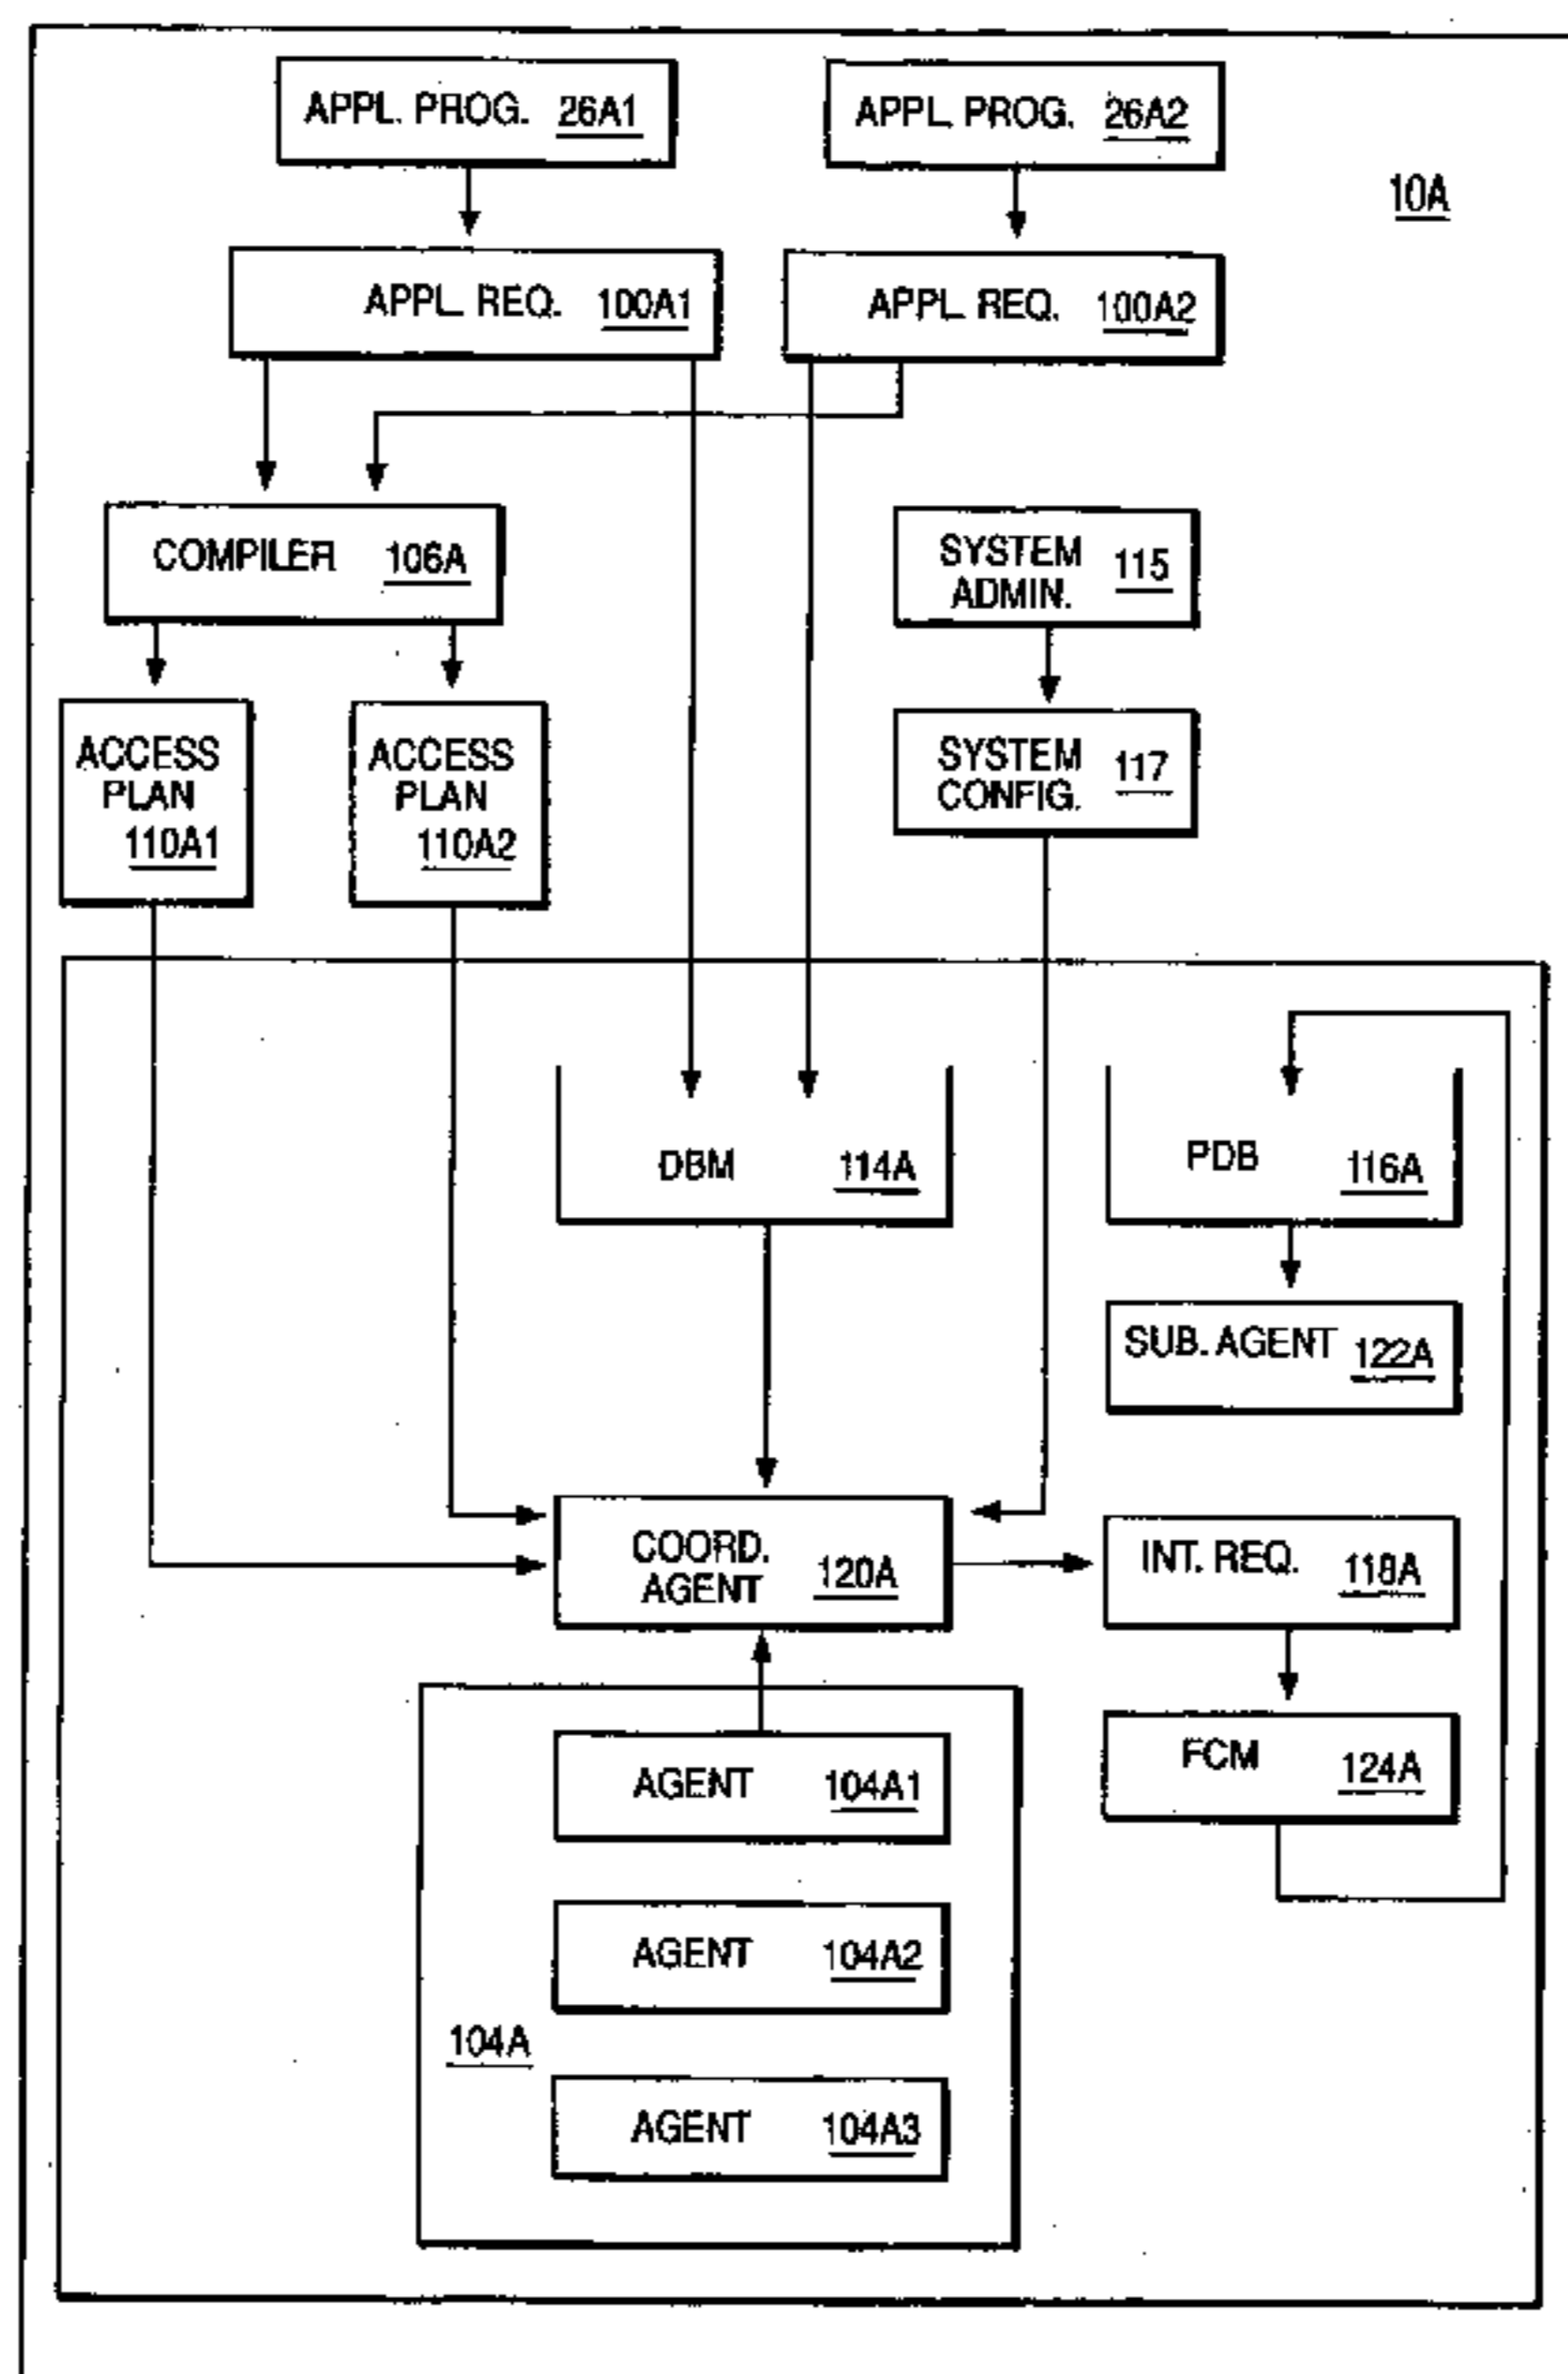 APPL. PROG. 26A1
APPL. PROG. 26A2
10A
APPL. REQ. 100A1
APPL. REQ. 100A2
COMPILER 106A
SYSTEM ADMIN. 115
ACCESS PLAN 110A1
ACCESS PLAN 110A2
SYSTEM CONFIG. 117
DBM 114A
PDB 116A
SUB. AGENT 122A
COORD. AGENT 120A
INT. REQ. 118A
AGENT 104A1
FCM 124A
AGENT 104A2
104A
AGENT 104A3